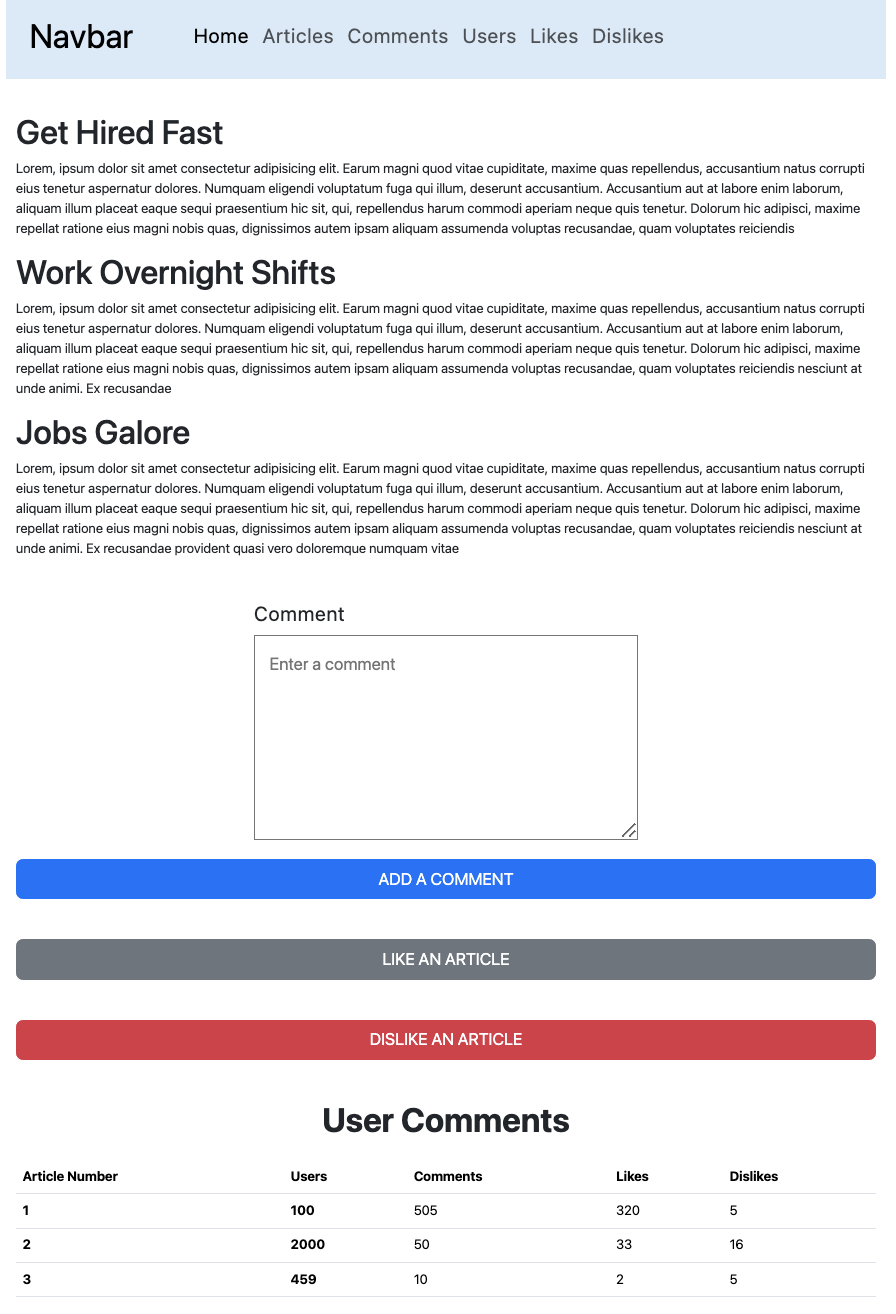 Navbar Home Articles Comments Users Likes Dislikes
Get Hired Fast
Lorem, ipsum dolor sit amet consectetur adipisicing elit. Earum magni quod vitae cupiditate, maxime quas repellendus, accusantium natus corrupti
eius tenetur aspernatur dolores. Numquam eligendi voluptatum fuga qui illum, deserunt accusantium. Accusantium aut at labore enim laborum,
aliquam illum placeat eaque sequi praesentium hic sit, qui, repellendus harum commodi aperiam neque quis tenetur. Dolorum hic adipisci, maxime
repellat ratione eius magni nobis quas, dignissimos autem ipsam aliquam assumenda voluptas recusandae, quam voluptates reiciendis
Work Overnight Shifts
Lorem, ipsum dolor sit amet consectetur adipisicing elit. Earum magni quod vitae cupiditate, maxime quas repellendus, accusantium natus corrupti
eius tenetur aspernatur dolores. Numquam eligendi voluptatum fuga qui illum, deserunt accusantium. Accusantium aut at labore enim laborum,
aliquam illum placeat eaque sequi praesentium hic sit, qui, repellendus harum commodi aperiam neque quis tenetur. Dolorum hic adipisci, maxime
repellat ratione eius magni nobis quas, dignissimos autem ipsam aliquam assumenda voluptas recusandae, quam voluptates reiciendis nesciunt at
unde animi. Ex recusandae
Jobs Galore
Lorem, ipsum dolor sit amet consectetur adipisicing elit. Earum magni quod vitae cupiditate, maxime quas repellendus, accusantium natus corrupti
eius tenetur aspernatur dolores. Numquam eligendi voluptatum fuga qui illum, deserunt accusantium. Accusantium aut at labore enim laborum,
aliquam illum placeat eaque sequi praesentium hic sit, qui, repellendus harum commodi aperiam neque quis tenetur. Dolorum hic adipisci, maxime
repellat ratione eius magni nobis quas, dignissimos autem ipsam aliquam assumenda voluptas recusandae, quam voluptates reiciendis nesciunt at
unde animi. Ex recusandae provident quasi vero doloremque numquam vitae
Comment
Enter a comment
ADD A COMMENT
LIKE AN ARTICLE
DISLIKE AN ARTICLE
User Comments
Article Number Users Comments Likes Dislikes
1 100 505 320 5
2 2000 50 33 16
3 459 10 2 5